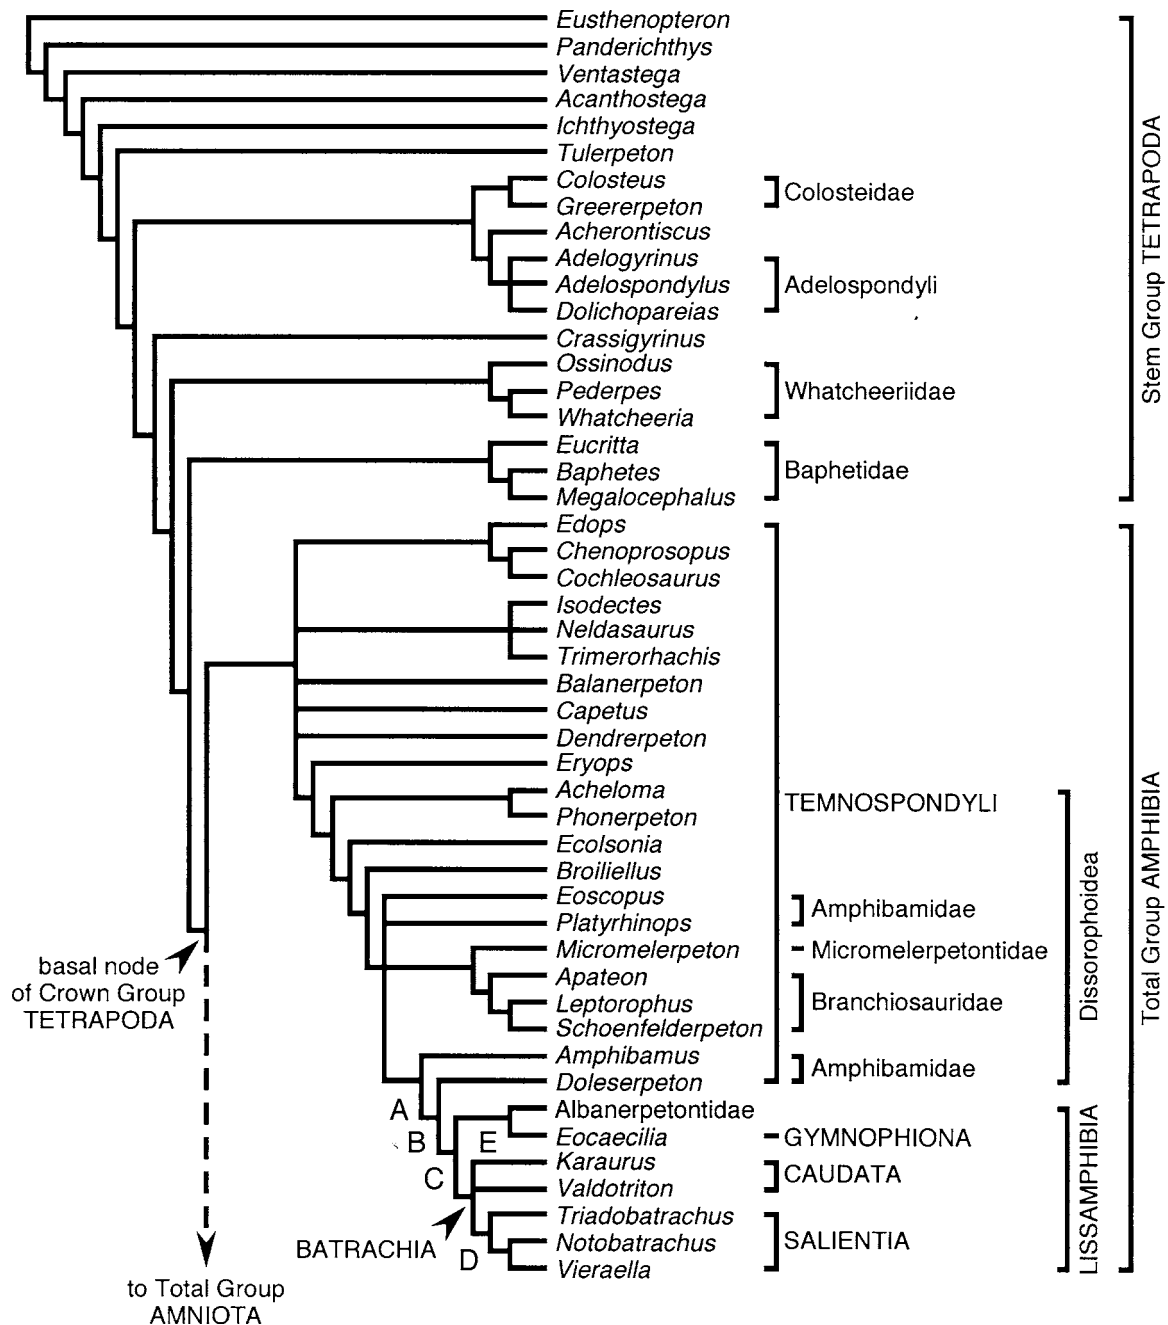 Eusthenopteron
Panderichthys
Ventastega
Acanthostega
Ichthyostega
Tulerpeton
Colosteus
Greererpeton
Colosteidae
Acherontiscus
Adelogyrinus
Adelospondylus
Dolichopareias
Adelospondyli
Crassigyrinus
Ossinodus
Pederpes
Whatcheeria
Whatcheeriidae
Eucritta
Baphetes
Megalocephalus
Baphetidae
Stem Group TETRAPODA
Edops
Chenoprosopus
Cochleosaurus
Isodectes
Neldasaurus
Trimerorhachis
Balanerpeton
Capetus
Dendrerpeton
Eryops
Acheloma
Phonerpeton
TEMNOSPONDYLI
Ecolsonia
Broiliellus
Eoscopus
Platyrhinops
Amphibamidae
Micromelerpeton
Micromelerpetontidae
Apateon
Leptorophus
Schoenfelderpeton
Branchiosauridae
Amphibamus
Doleserpeton
Amphibamidae
Dissorophoidea
Total Group AMPHIBIA
basal node
of Crown Group
TETRAPODA
A
B
C
E
D
Albanerpetontidae
Eocaecilia
GYMNOPHIONA
Karaurus
Valdotriton
CAUDATA
BATRACHIA
Triadobatrachus
Notobatrachus
Vieraella
SALIENTIA
LISSAMPHIBIA
to Total Group
AMNIOTA